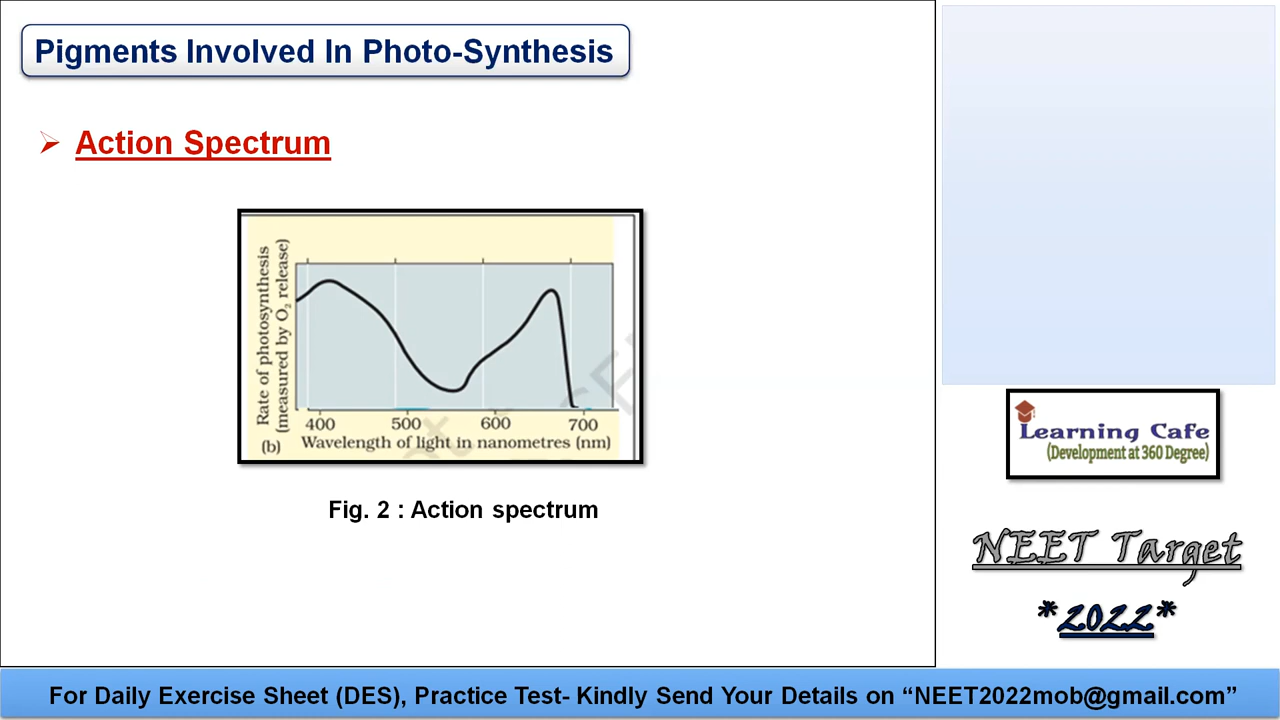 Pigments Involved In Photo-Synthesis
➢ Action Spectrum
Rate of photosynthesis
(measured by O₂ release)
400 500 600 700
Wavelength of light in nanometres (nm)
(b)
Fig. 2 : Action spectrum
Learning Cafe
(Development at 360 Degree)
NEET Target
*2022*
For Daily Exercise Sheet (DES), Practice Test- Kindly Send Your Details on “NEET2022mob@gmail.com”